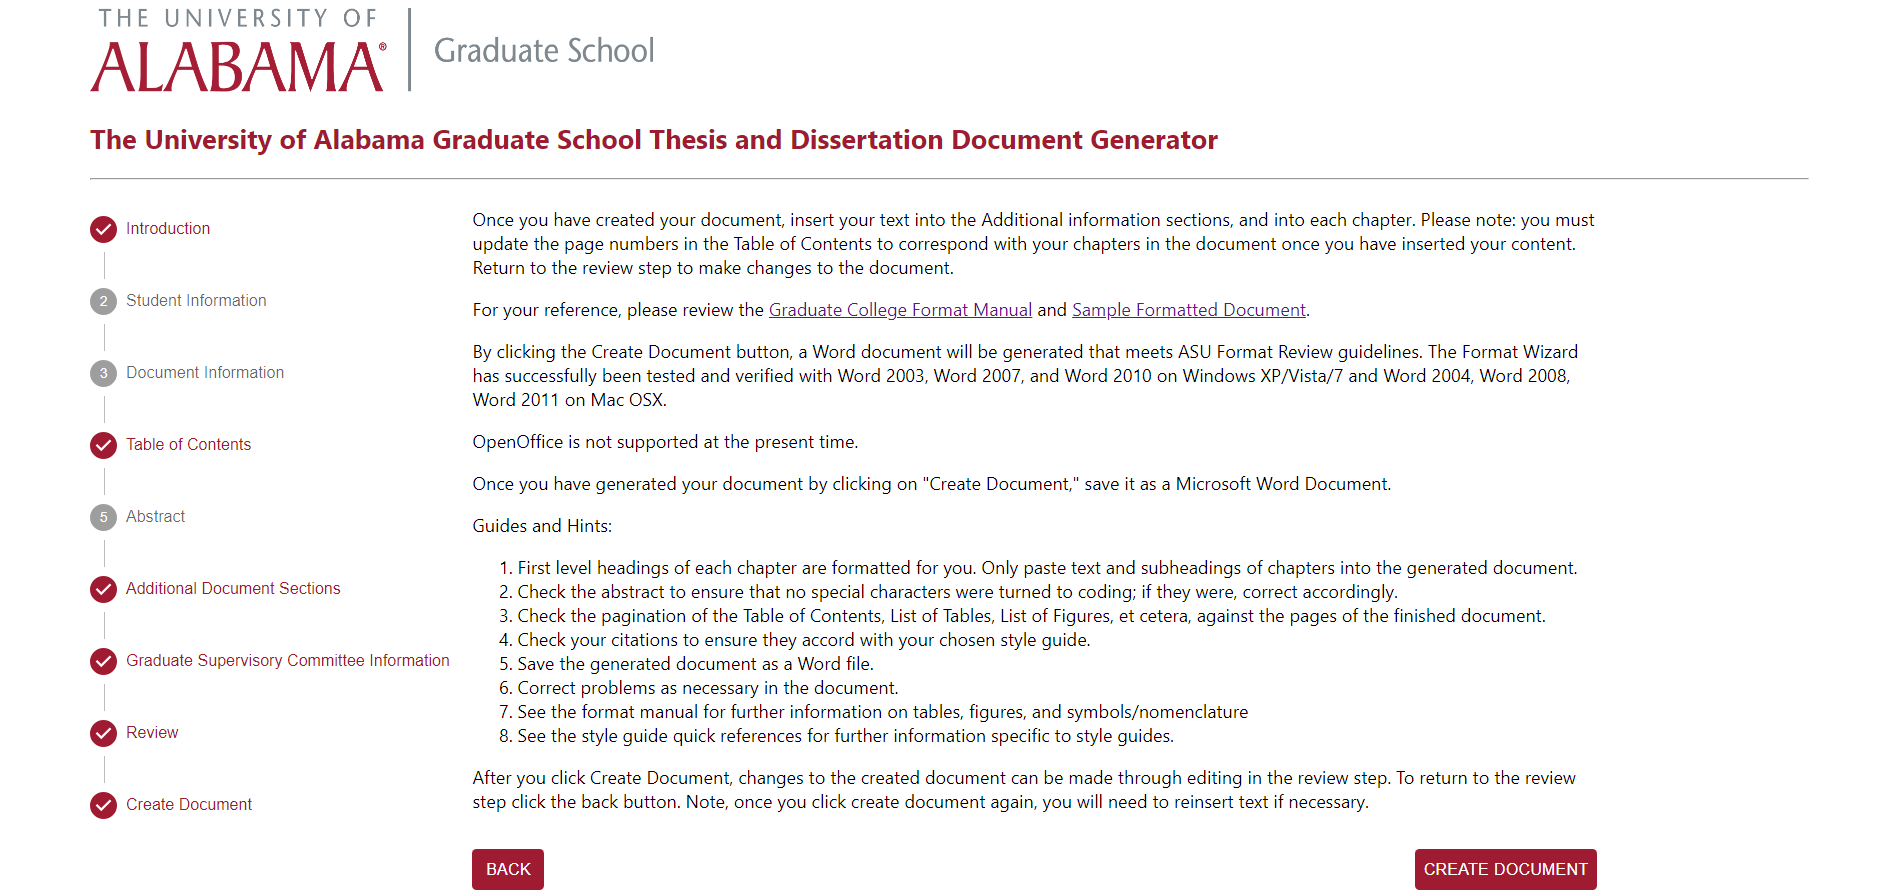 THE UNIVERSITY OF
ALABAMA®
Graduate School
The University of Alabama Graduate School Thesis and Dissertation Document Generator
Introduction
2 Student Information
3 Document Information
Table of Contents
5 Abstract
Additional Document Sections
Graduate Supervisory Committee Information
Review
Create Document
Once you have created your document, insert your text into the Additional information sections, and into each chapter. Please note: you must
update the page numbers in the Table of Contents to correspond with your chapters in the document once you have inserted your content.
Return to the review step to make changes to the document.
For your reference, please review the Graduate College Format Manual and Sample Formatted Document.
By clicking the Create Document button, a Word document will be generated that meets ASU Format Review guidelines. The Format Wizard
has successfully been tested and verified with Word 2003, Word 2007, and Word 2010 on Windows XP/Vista/7 and Word 2004, Word 2008,
Word 2011 on Mac OSX.
OpenOffice is not supported at the present time.
Once you have generated your document by clicking on "Create Document," save it as a Microsoft Word Document.
Guides and Hints:
1. First level headings of each chapter are formatted for you. Only paste text and subheadings of chapters into the generated document.
2. Check the abstract to ensure that no special characters were turned to coding; if they were, correct accordingly.
3. Check the pagination of the Table of Contents, List of Tables, List of Figures, et cetera, against the pages of the finished document.
4. Check your citations to ensure they accord with your chosen style guide.
5. Save the generated document as a Word file.
6. Correct problems as necessary in the document.
7. See the format manual for further information on tables, figures, and symbols/nomenclature
8. See the style guide quick references for further information specific to style guides.
After you click Create Document, changes to the created document can be made through editing in the review step. To return to the review
step click the back button. Note, once you click create document again, you will need to reinsert text if necessary.
BACK
CREATE DOCUMENT